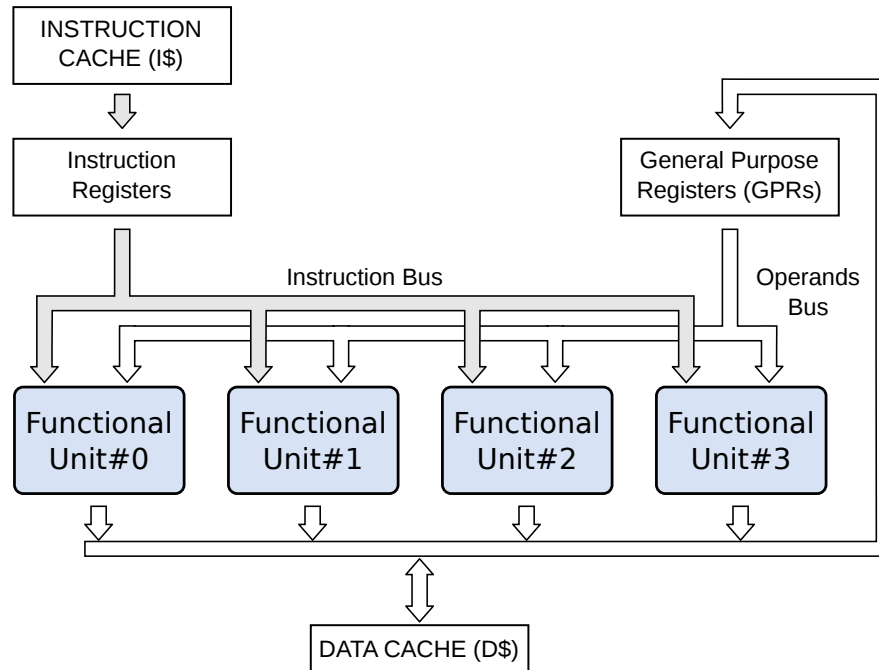 INSTRUCTION
CACHE (I$)
Instruction
Registers
General Purpose
Registers (GPRs)
Instruction Bus
Operands
Bus
Functional
Unit#0
Functional
Unit#1
Functional
Unit#2
Functional
Unit#3
DATA CACHE (D$)